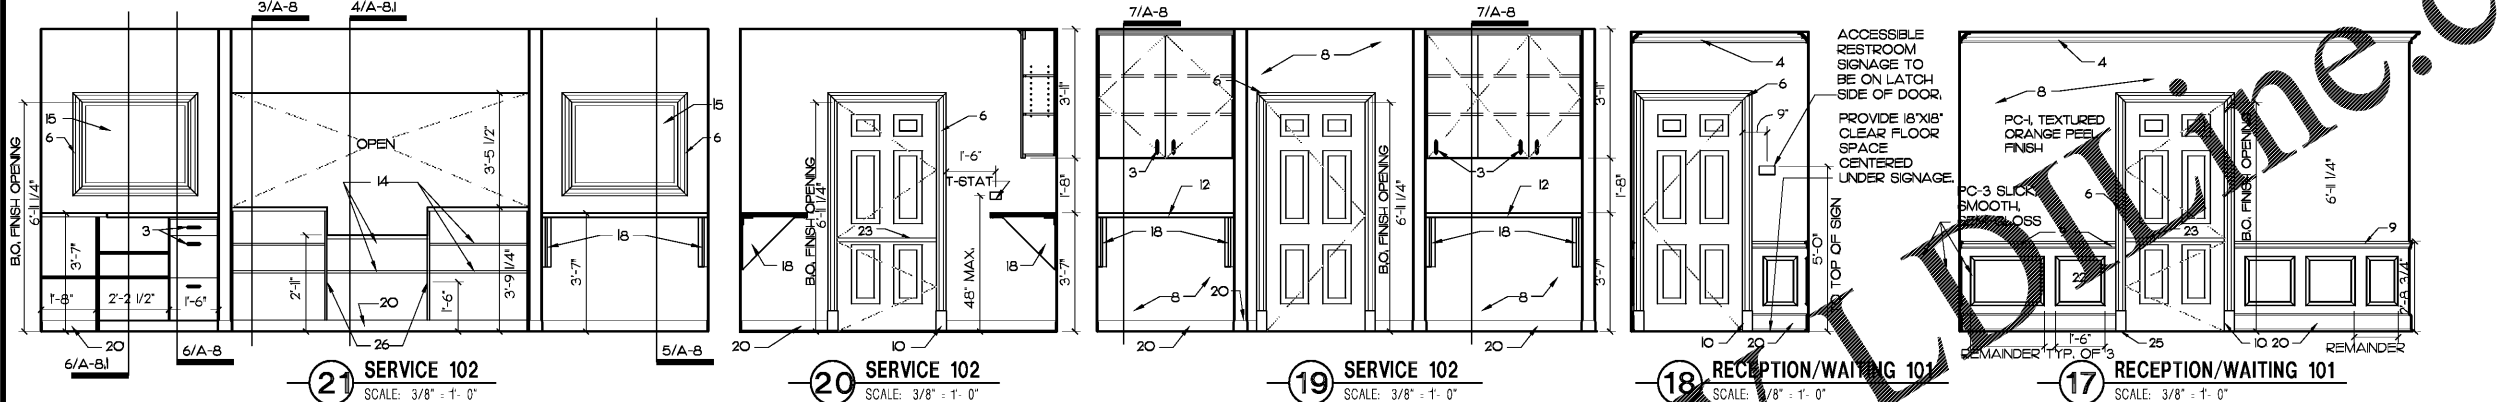 3/A-8
4/A-8.1
15
6
B.O. FINISH OPENING
6'-11 1/4"
3'-7"
3
1'-8"
2'-2 1/2"
1'-6"
20
6/A-8.1
6/A-8
OPEN
14
2'-11"
20
26
1'-6"
3'-5 1/2"
3'-9 1/4"
15
6
18
3'-7"
5/A-8
21 SERVICE 102
SCALE: 3/8" = 1'- 0"
B.O. FINISH OPENING
6'-11 1/4"
6
1'-6"
T-STAT
23
18
18
48" MAX.
3'-11"
1'-8"
3'-7"
20
10
20 SERVICE 102
SCALE: 3/8" = 1'- 0"
7/A-8
7/A-8
8
6
3
3
12
12
18
18
8
20
8
B.O. FINISH OPENING
6'-11 1/4"
3'-11"
1'-8"
3'-7"
20
20
19 SERVICE 102
SCALE: 3/8" = 1'- 0"
4
6
9"
ACCESSIBLE
RESTROOM
SIGNAGE TO
BE ON LATCH
SIDE OF DOOR.
PROVIDE 18"X18"
CLEAR FLOOR
SPACE
CENTERED
UNDER SIGNAGE.
5'-0"
TO TOP OF SIGN
10
20
18 RECEPTION/WAITING 101
SCALE: 3/8" = 1'- 0"
4
8
PC-1, TEXTURED
ORANGE PEEL
FINISH
PC-3 SLICK,
SMOOTH,
SEMI-GLOSS
6
23
22
B.O. FINISH OPENING
6'-11 1/4"
9
2'-8 3/4"
1'-6"
REMAINDER
TYP. OF 3
25
10
20
REMAINDER
17 RECEPTION/WAITING 101
SCALE: 3/8" = 1'- 0"